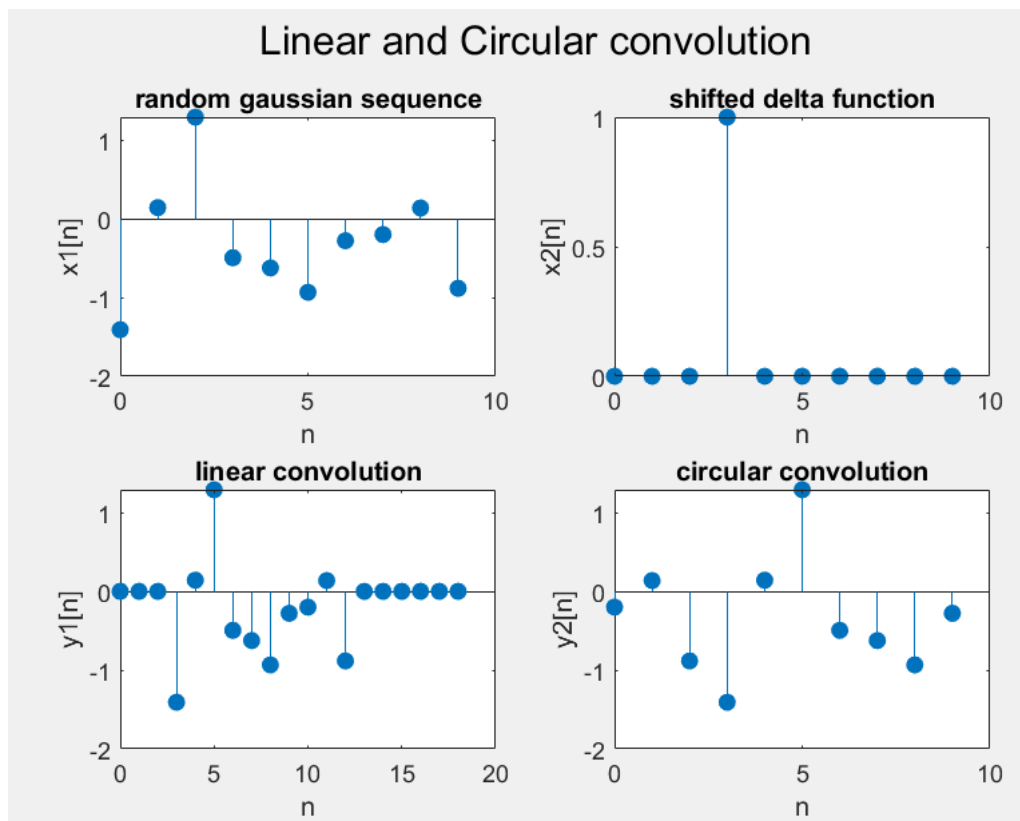 Linear and Circular convolution
random gaussian sequence
1
0
-1
-2
x1[n]
0 5 10
n
shifted delta function
1
0.5
0
x2[n]
0 5 10
n
linear convolution
1
0
-1
-2
y1[n]
0 5 10 15 20
n
circular convolution
1
0
-1
-2
y2[n]
0 5 10
n